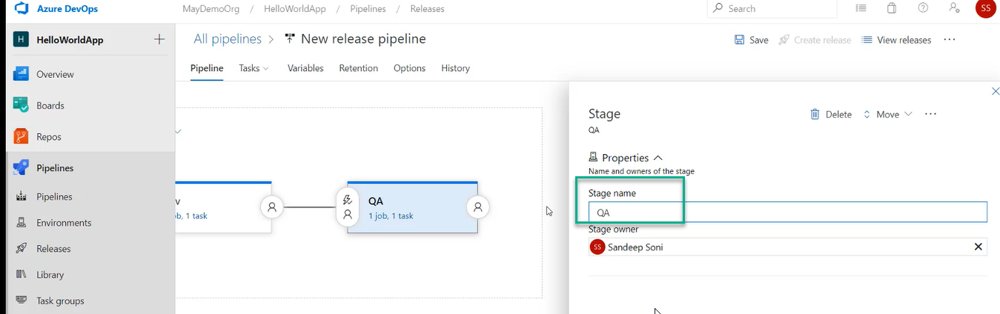 Azure DevOps
MayDemoOrg / HelloWorldApp / Pipelines / Releases
Search
SS
H HelloWorldApp
All pipelines > New release pipeline
Save Create release View releases ...
Overview
Boards
Repos
Pipelines
Pipelines
Environments
Releases
Library
Task groups
Pipeline Tasks Variables Retention Options History
v
b, 1 task
QA
1 job, 1 task
Stage
QA
Delete Move ...
Properties
Name and owners of the stage
Stage name
QA
Stage owner
SS Sandeep Soni